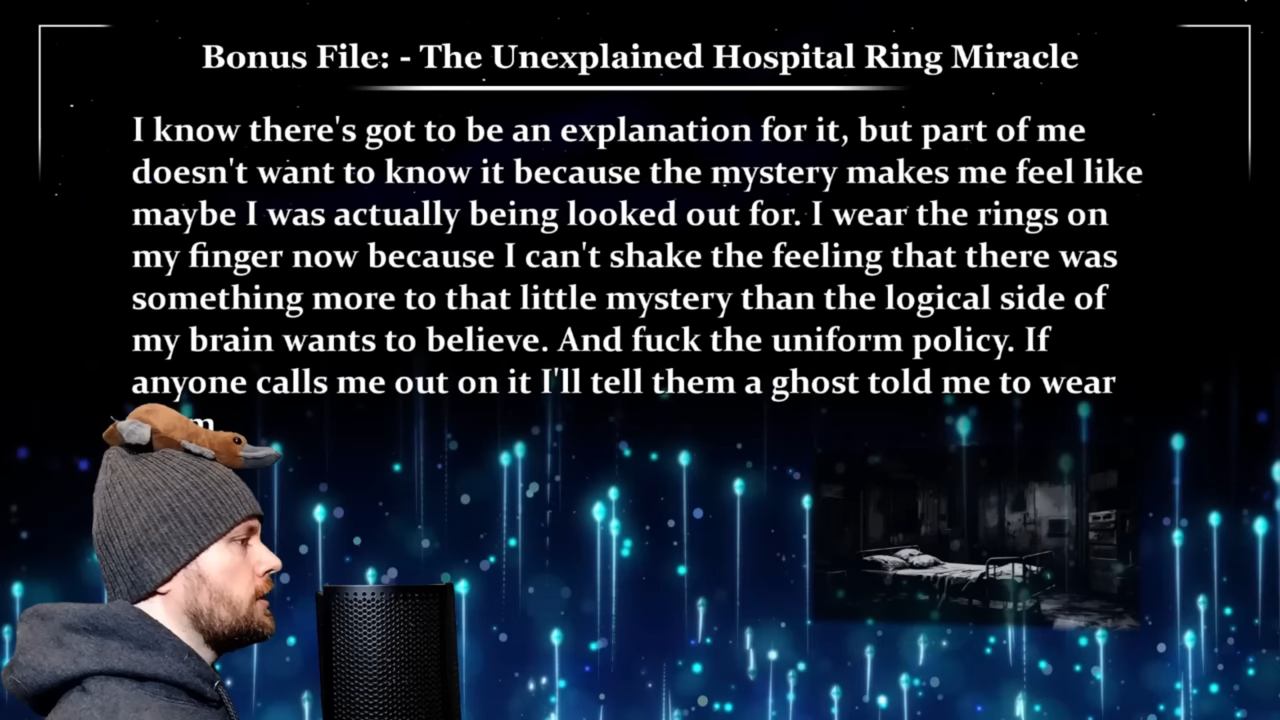 Bonus File: - The Unexplained Hospital Ring Miracle
I know there's got to be an explanation for it, but part of me
doesn't want to know it because the mystery makes me feel like
maybe I was actually being looked out for. I wear the rings on
my finger now because I can't shake the feeling that there was
something more to that little mystery than the logical side of
my brain wants to believe. And fuck the uniform policy. If
anyone calls me out on it I'll tell them a ghost told me to wear